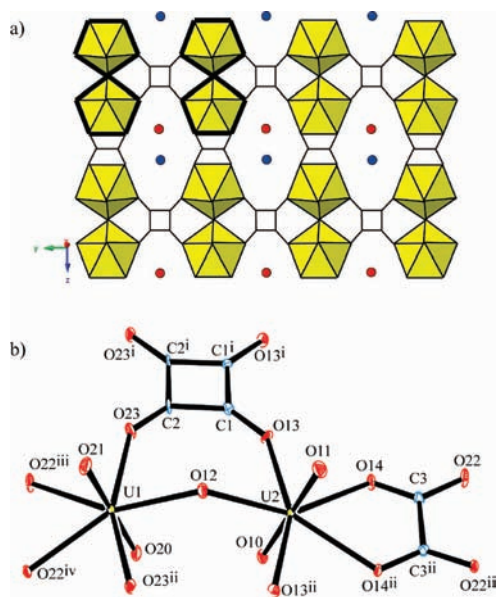 a)
y
z
b)
O23i O13i
C2i C1i
O23 C2 C1 O13
O21 O11
O22iii O12 O14 C3 O22
U1 U2
O20 O10
O22iv O23ii O13ii O14ii C3ii O22ii